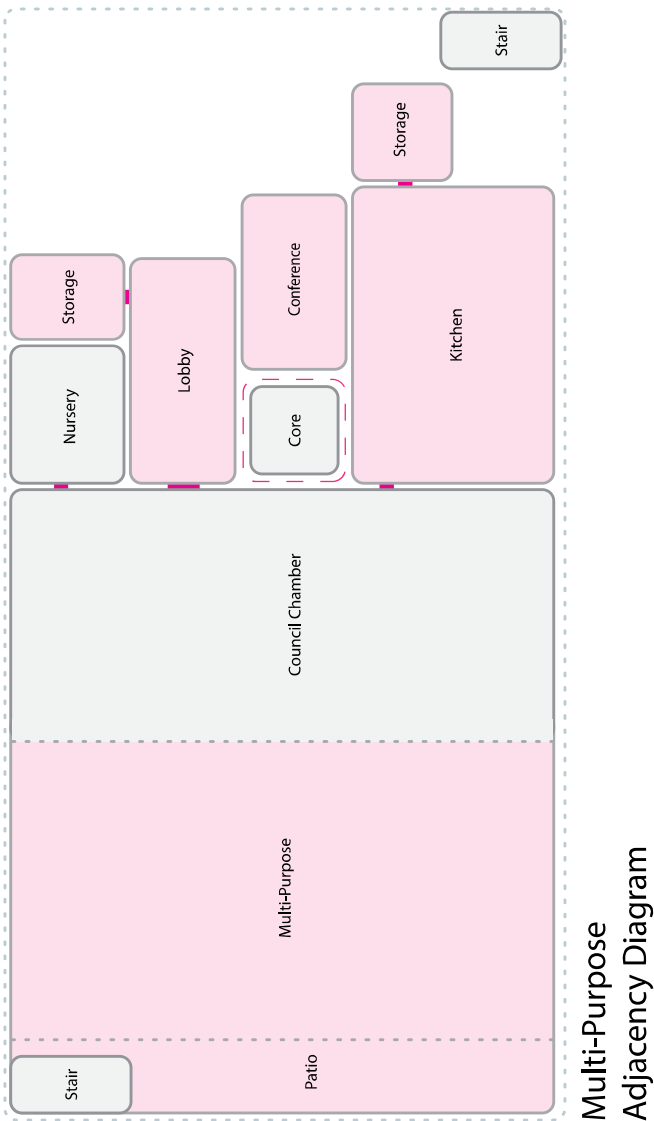 Stair
Storage
Conference
Storage
Lobby
Kitchen
Nursery
Core
Council Chamber
Multi-Purpose
Patio
Stair
Multi-Purpose
Adjacency Diagram